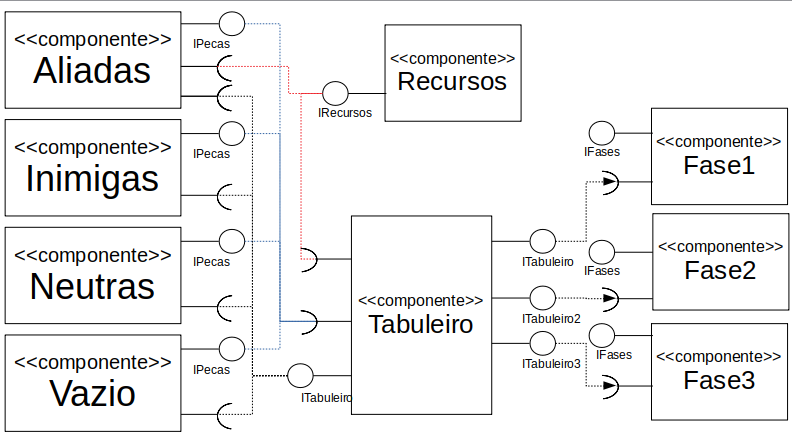 <<componente>>
Aliadas
IPecas
<<componente>>
Inimigas
IPecas
<<componente>>
Neutras
IPecas
<<componente>>
Vazio
IPecas
<<componente>>
Recursos
IRecursos
<<componente>>
Tabuleiro
ITabuleiro
ITabuleiro
ITabuleiro2
ITabuleiro3
<<componente>>
Fase1
IFases
<<componente>>
Fase2
IFases
<<componente>>
Fase3
IFases